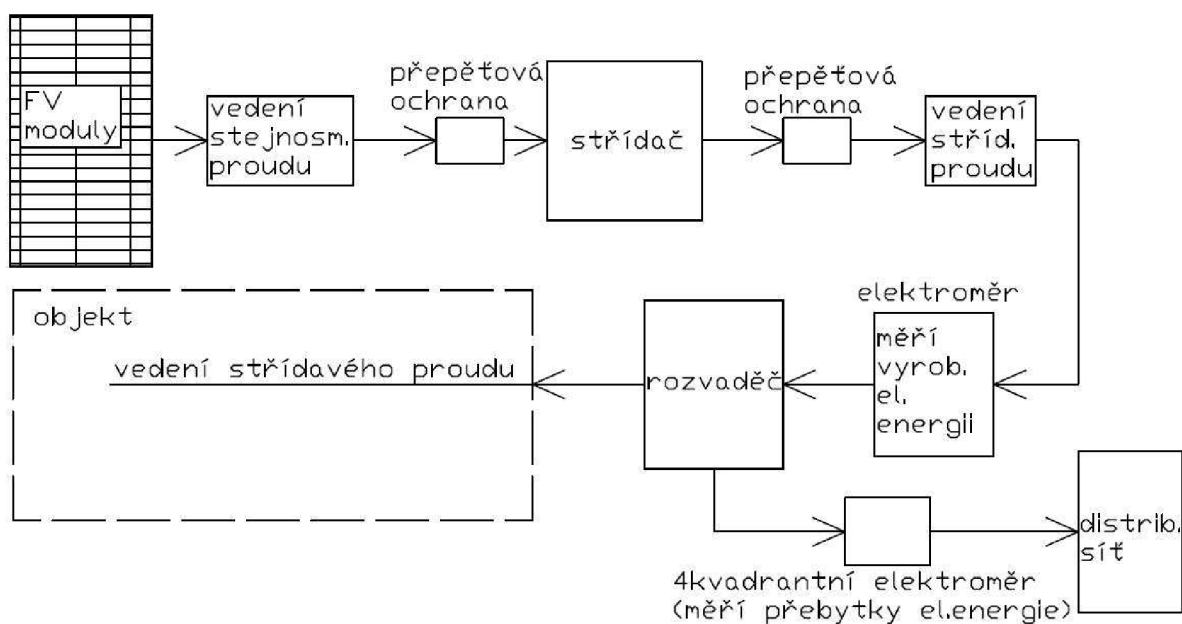 FV
moduly
vedení
stejnosm.
proudu
přepěťová
ochrana
střídač
přepěťová
ochrana
vedení
stříd.
proudu
objekt
vedení střídavého proudu
rozvaděč
elektroměr
měří
vyrob.
el.
energii
4kvadrantní elektroměr
(měří přebytky el.energie)
distrib.
síť